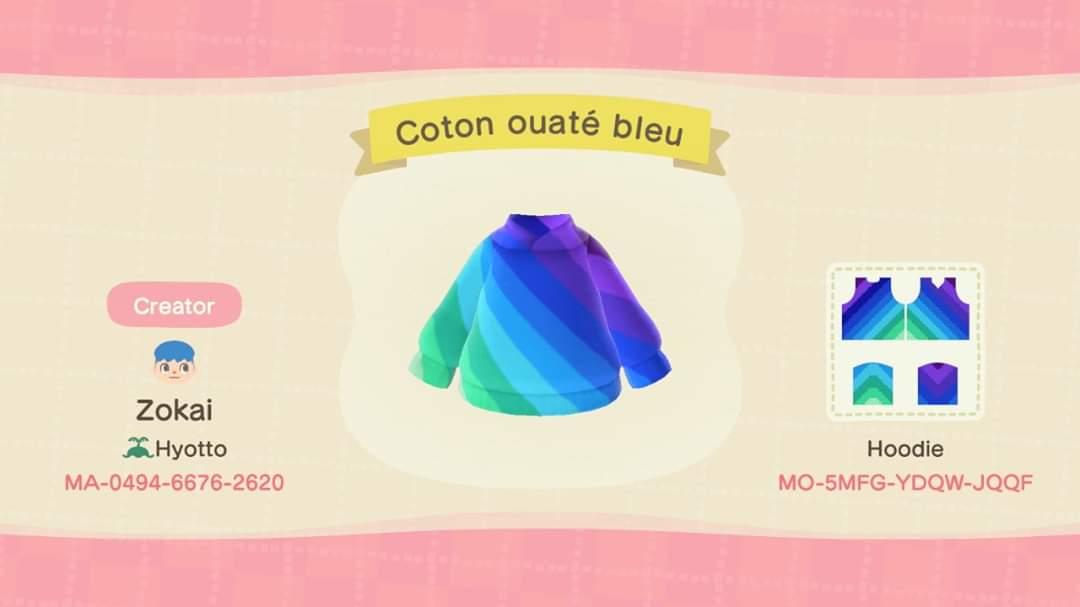 Coton ouaté bleu
Creator
Zokai
Hyotto
MA-0494-6676-2620
Hoodie
MO-5MFG-YDQW-JQQF